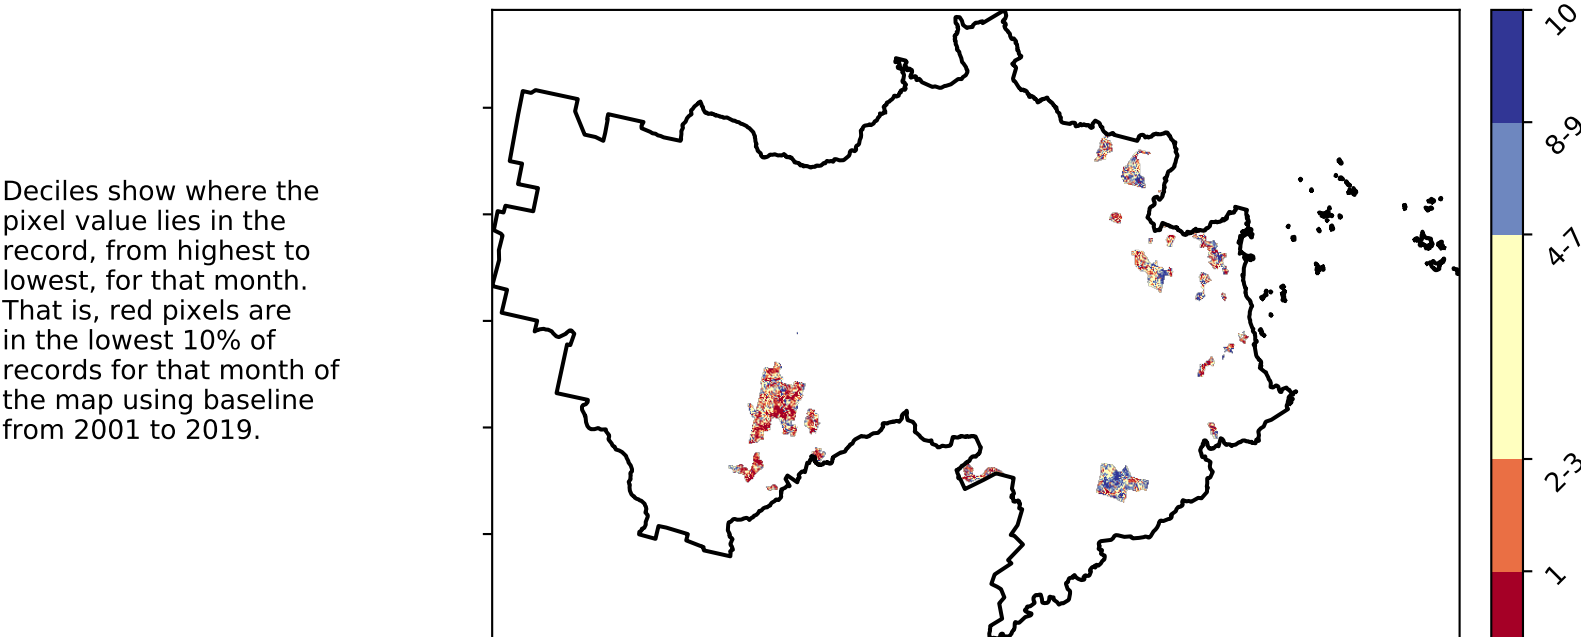 Deciles show where the
pixel value lies in the
record, from highest to
lowest, for that month.
That is, red pixels are
in the lowest 10% of
records for that month of
the map using baseline
from 2001 to 2019.
10
8-9
4-7
2-3
1